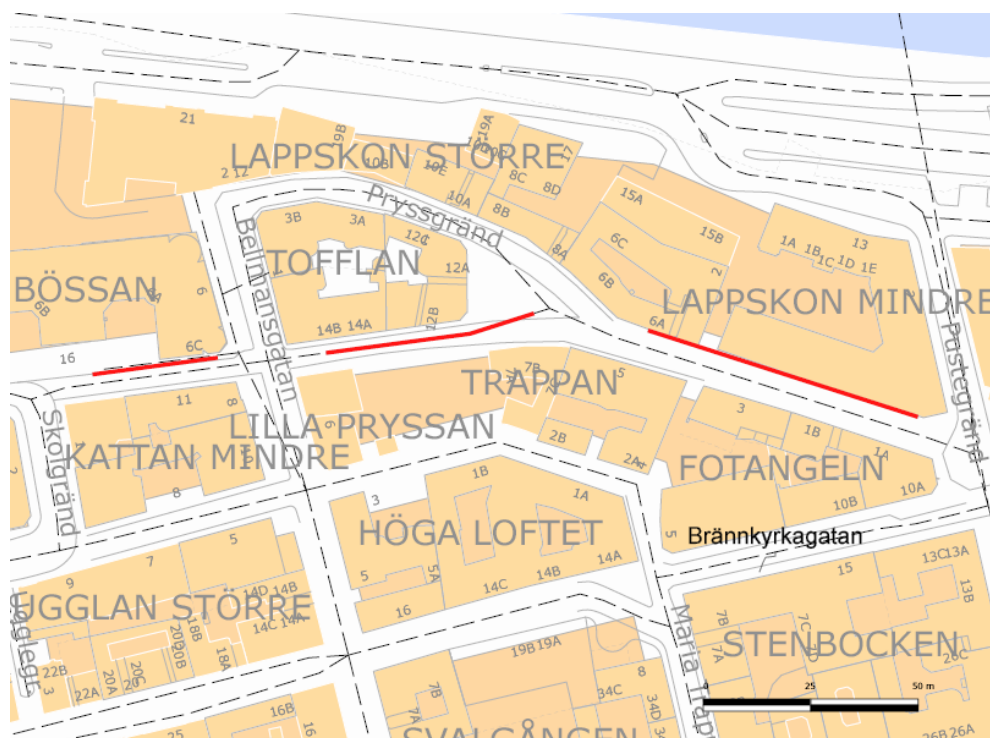 21
19B
19A
17
2 12
LAPPSKON STÖRRE
10B
10E
10A
8C
8D
8B
8A
15A
15B
Pryssgränd
3B
3A
12C
12A
12B
TOFFLAN
14B
14A
Bellmansgatan
BÖSSAN
6B
6
6C
16
6C
6B
6A
2
1A
1B
1C
1D
1E
13
LAPPSKON MINDRE
Pustegränd
TRAPPAN
7B
5
2B
2A
LILLA PRYSSAN
6
11
8
KATTAN MINDRE
8
Skolgränd
3
1B
1A
FOTANGELN
10B
10A
5
Brännkyrkagatan
3
1B
1A
HÖGA LOFTET
5
5A
14C
14B
14A
16
9
7
5
14D
14B
14C
14A
UGGLAN STÖRRE
18B
18A
20D
20B
20C
20A
22B
22A
3
16B
16
25
15
13C
13A
13B
7B
7A
7C
7D
STENBOCKEN
26C
26B
26A
Maria Trapp
19B
19A
7B
7A
34C
34D
8
SVALGÅNGEN
0
25
50 m